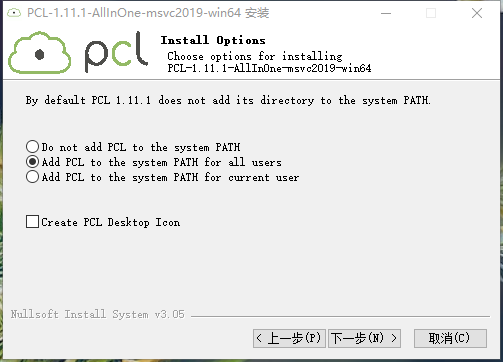 PCL-1.11.1-AllInOne-msvc2019-win64 安装
pcl
Install Options
Choose options for installing
PCL-1.11.1-AllInOne-msvc2019-win64
By default PCL 1.11.1 does not add its directory to the system PATH.
Do not add PCL to the system PATH
Add PCL to the system PATH for all users
Add PCL to the system PATH for current user
Create PCL Desktop Icon
Nullsoft Install System v3.05
< 上一步(P) 下一步(N) > 取消(C)